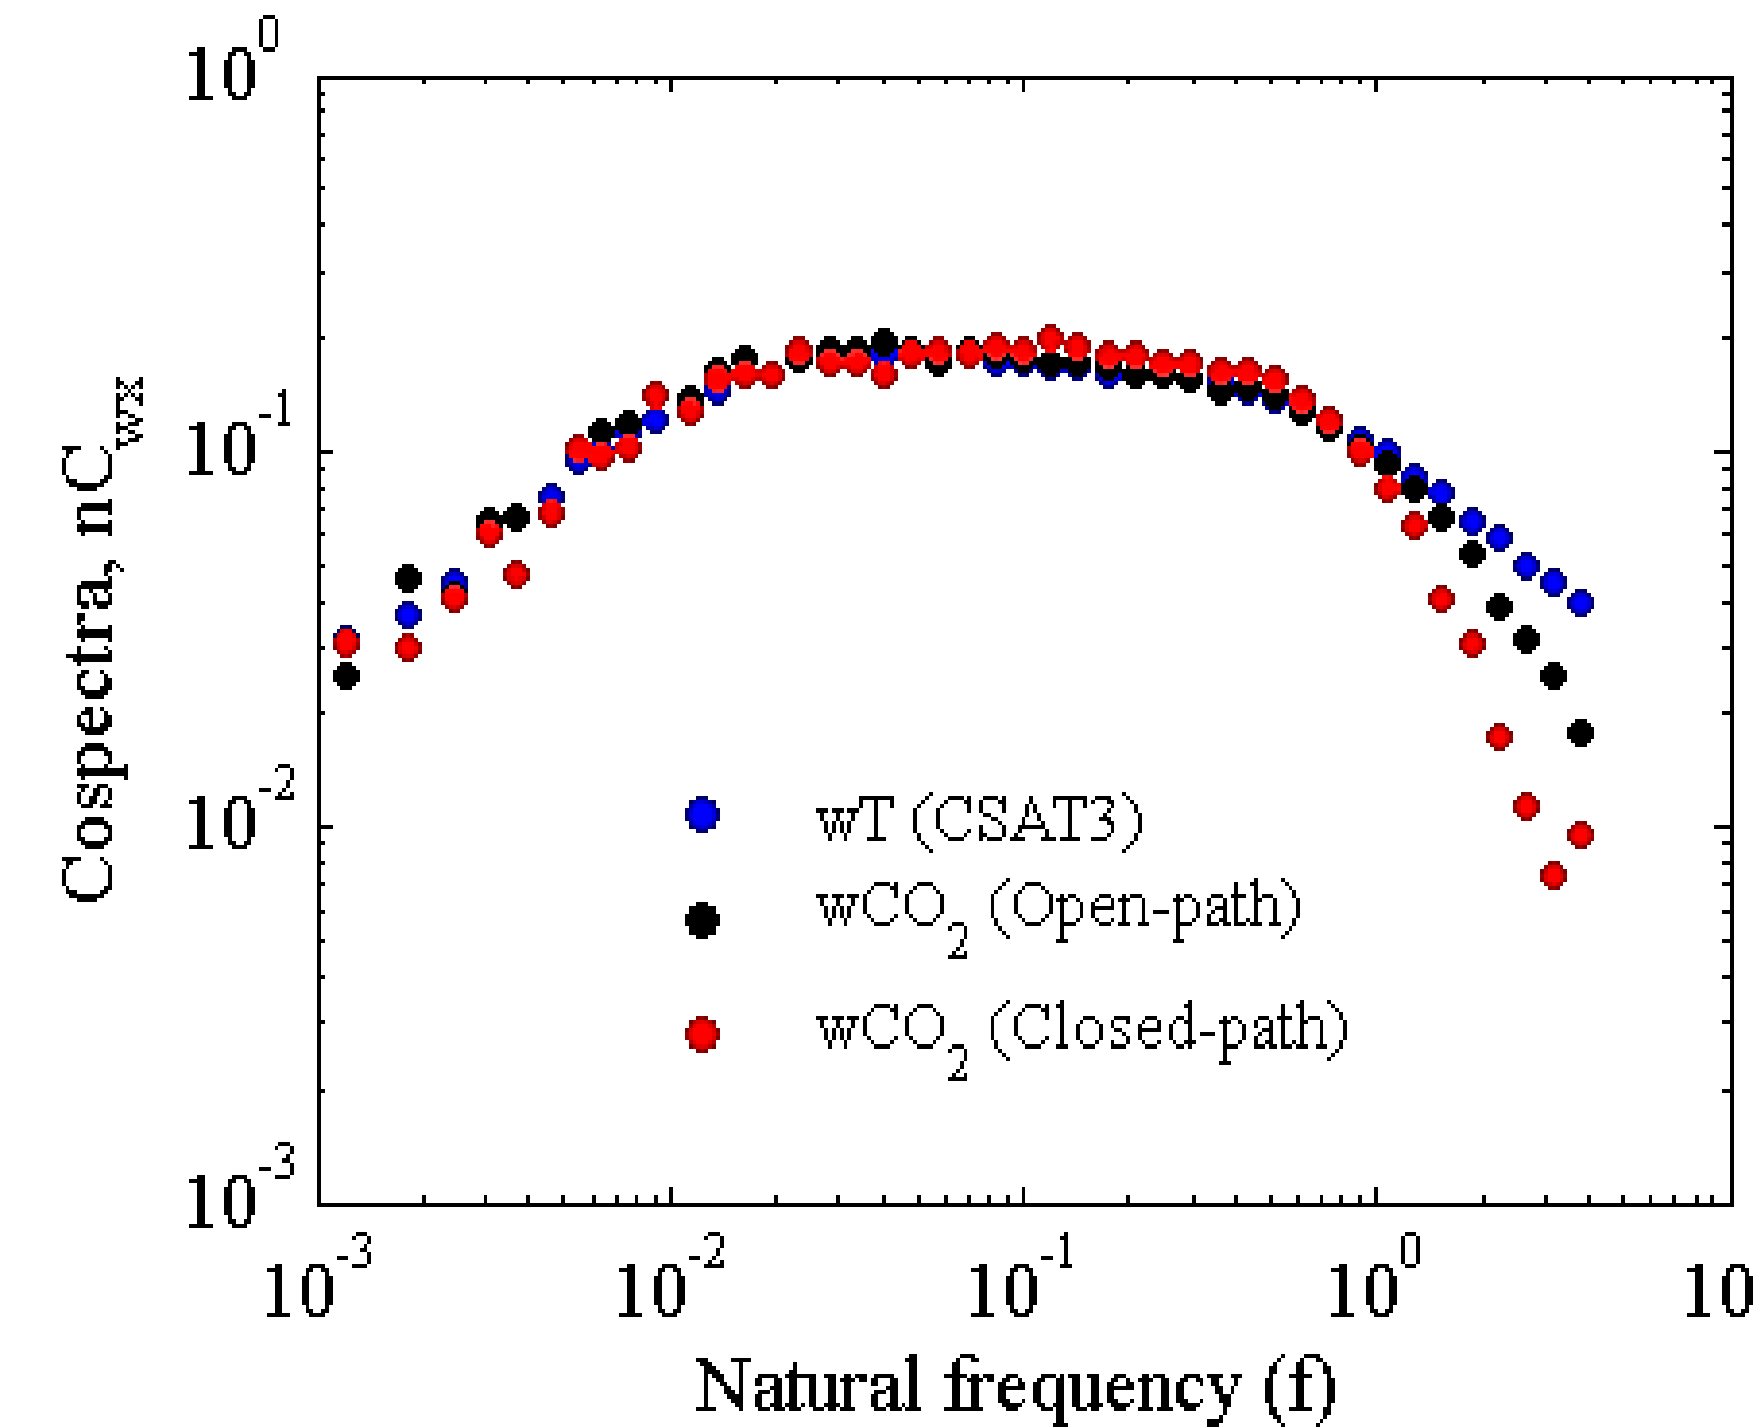 10^0
10^-1
10^-2
10^-3
Cospectra, nC_wx
wT (CSAT3)
wCO_2 (Open-path)
wCO_2 (Closed-path)
10^-3 10^-2 10^-1 10^0 10
Natural frequency (f)